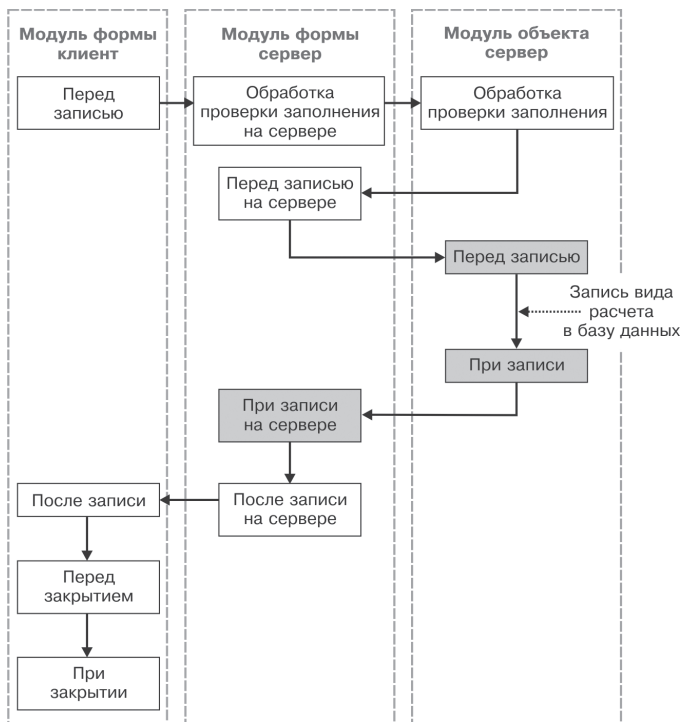 Модуль формы
клиент
Модуль формы
сервер
Модуль объекта
сервер
Перед
записью
Обработка
проверки заполнения
на сервере
Обработка
проверки заполнения
Перед записью
на сервере
Перед записью
Запись вида
расчета
в базу данных
При записи
При записи
на сервере
После записи
После записи
на сервере
Перед
закрытием
При
закрытии